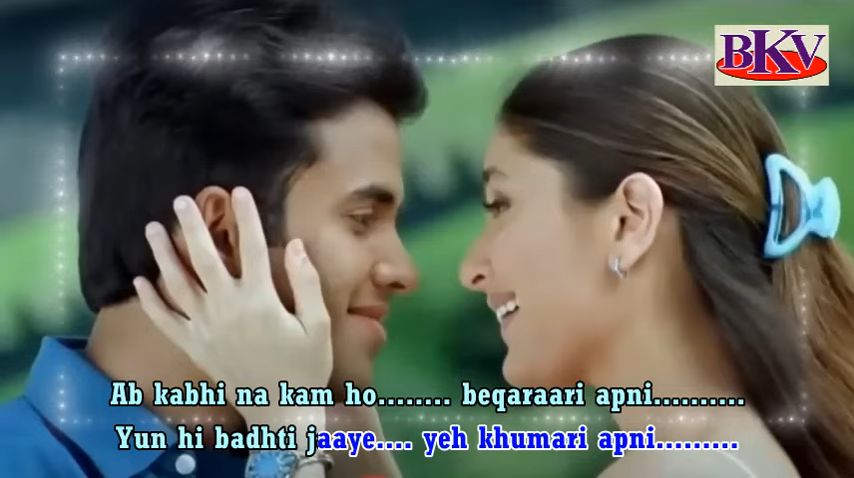 BKV
Ab kabhi na kam ho........ beqaraari apni..........
Yun hi badhti jaaye.... yeh khumari apni.........